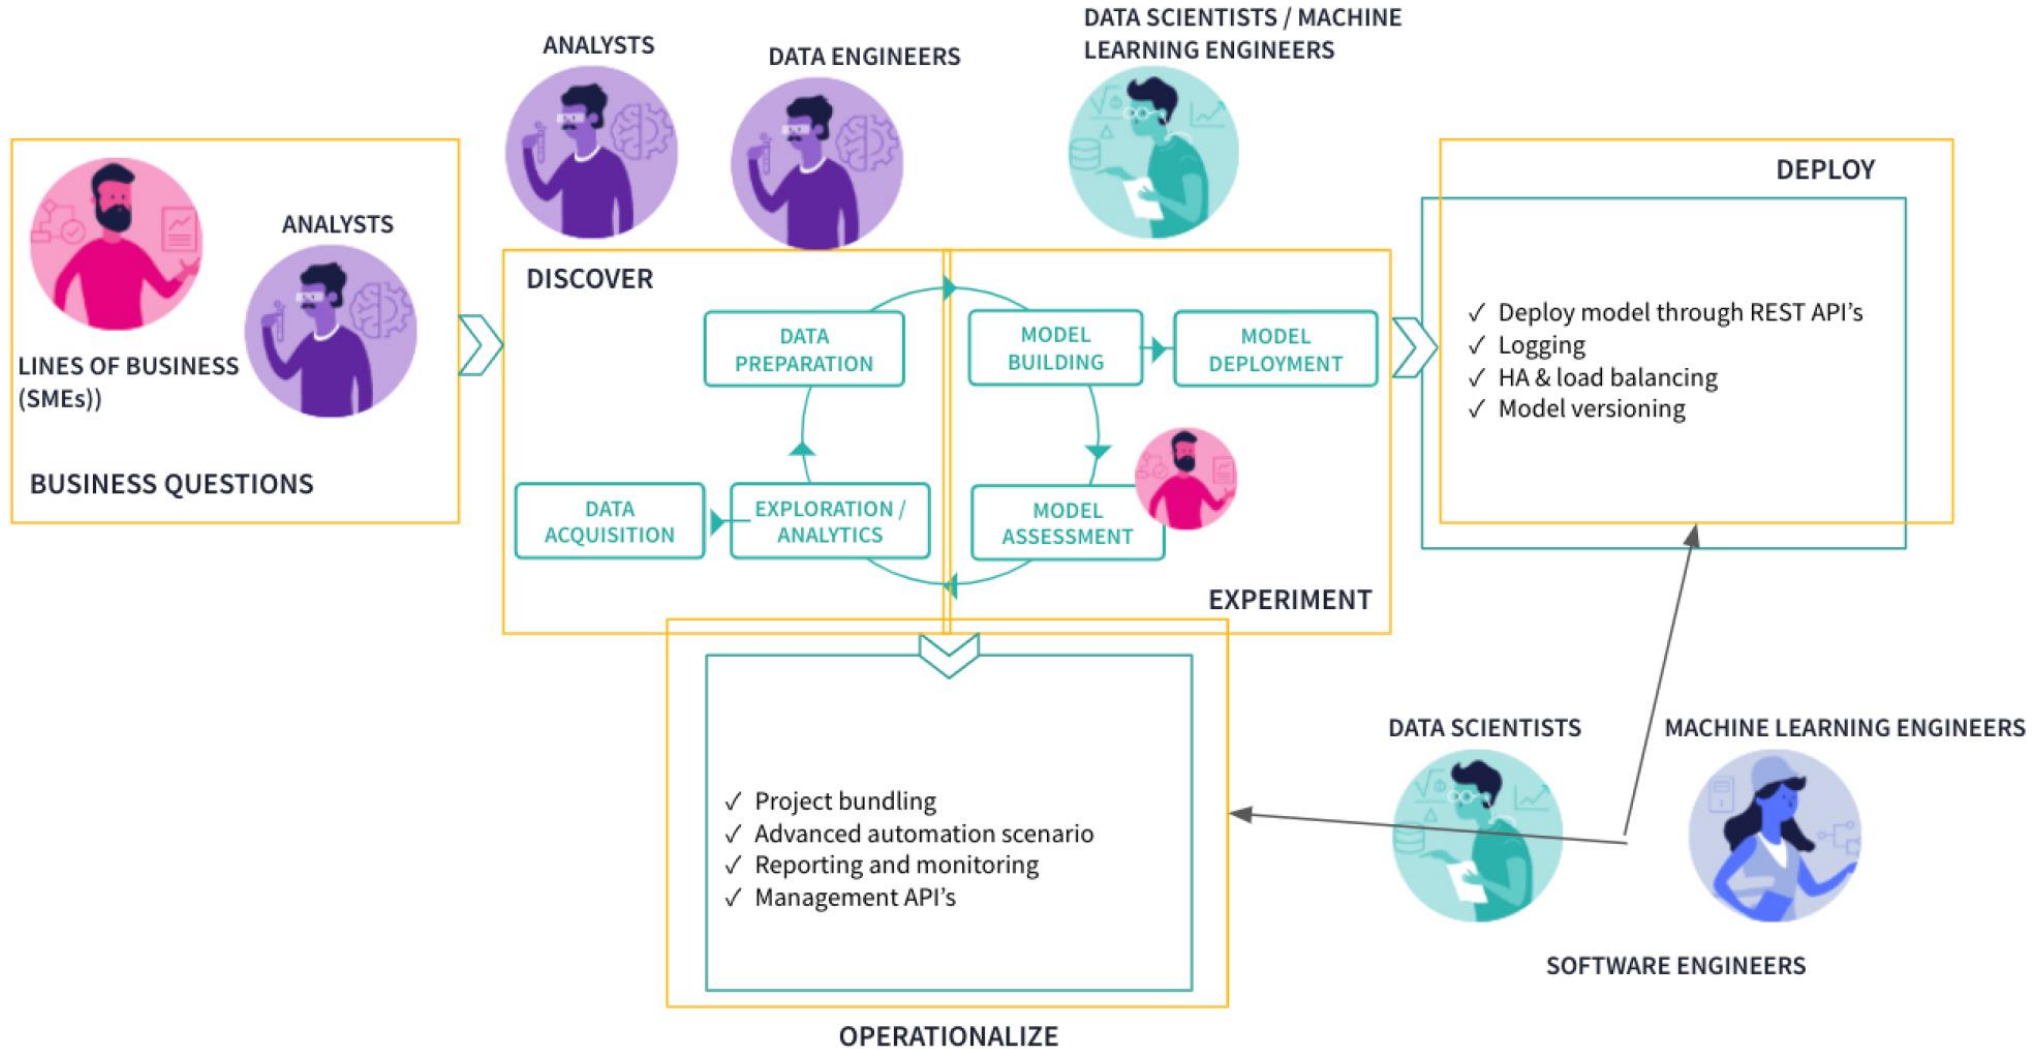 ANALYSTS
DATA ENGINEERS
DATA SCIENTISTS / MACHINE
LEARNING ENGINEERS
ANALYSTS
LINES OF BUSINESS
(SMEs))
BUSINESS QUESTIONS
DISCOVER
DATA
PREPARATION
MODEL
BUILDING
MODEL
DEPLOYMENT
DATA
ACQUISITION
EXPLORATION /
ANALYTICS
MODEL
ASSESSMENT
EXPERIMENT
DEPLOY
✓ Deploy model through REST API's
✓ Logging
✓ HA & load balancing
✓ Model versioning
✓ Project bundling
✓ Advanced automation scenario
✓ Reporting and monitoring
✓ Management API's
OPERATIONALIZE
DATA SCIENTISTS
MACHINE LEARNING ENGINEERS
SOFTWARE ENGINEERS